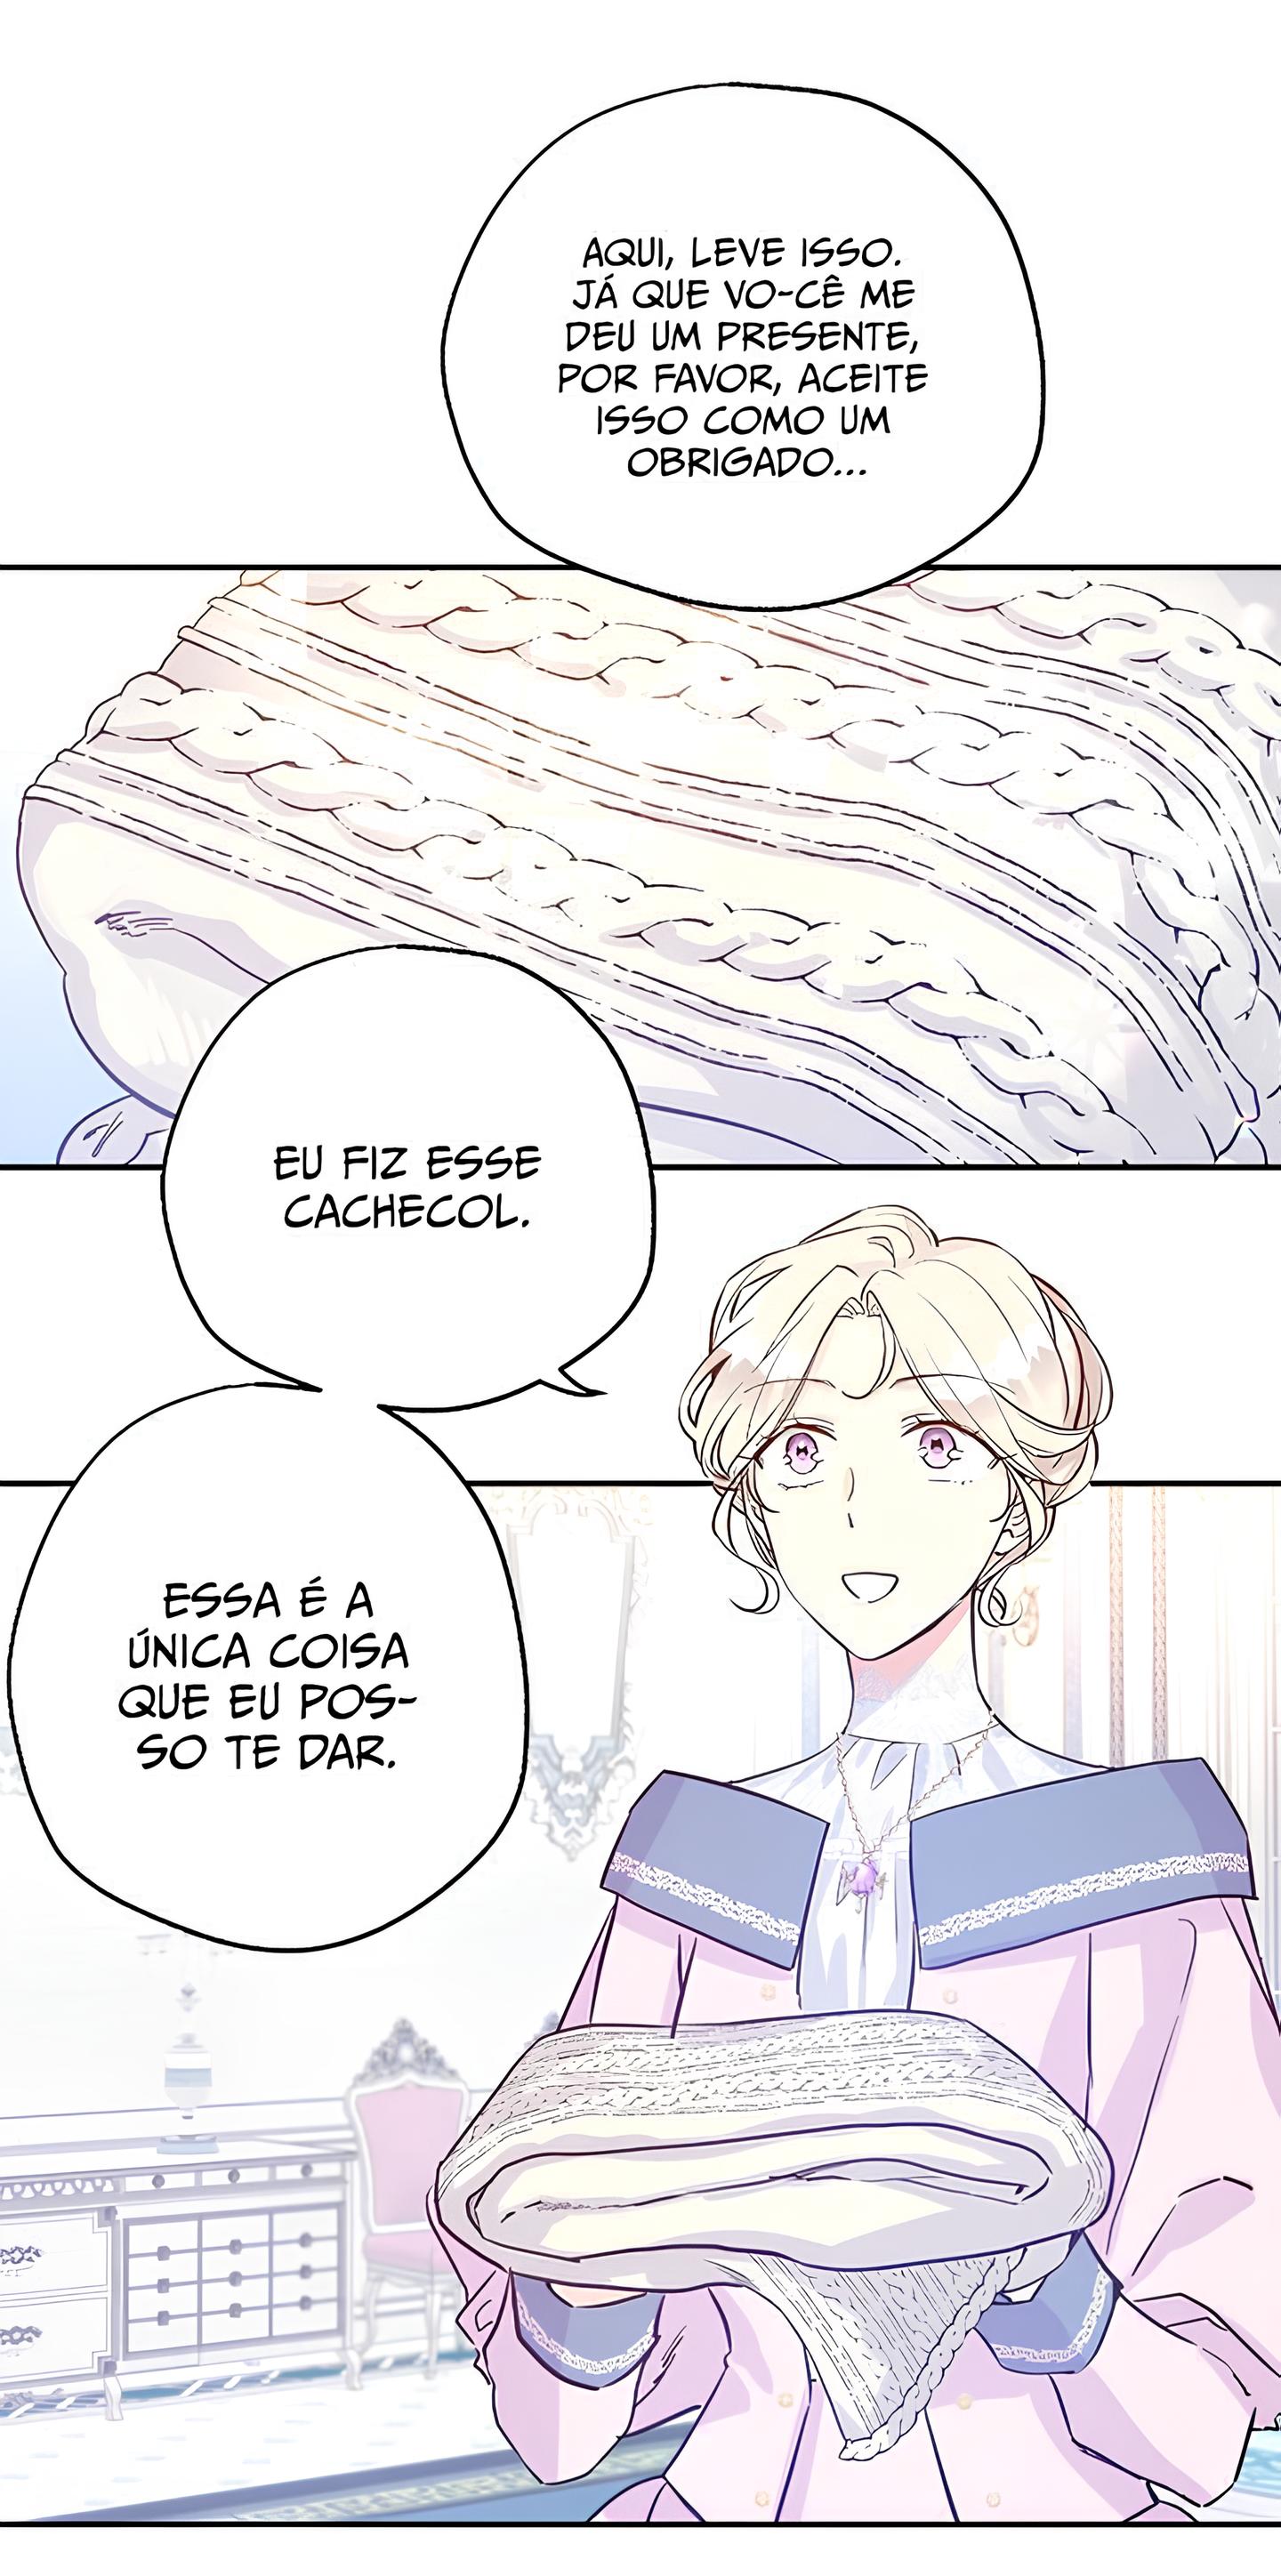 AQUI, LEVE ISSO.
JÁ QUE VO-CÊ ME
DEU UM PRESENTE,
POR FAVOR, ACEITE
ISSO COMO UM
OBRIGADO...
EU FIZ ESSE
CACHECOL.
ESSA É A
ÚNICA COISA
QUE EU POS-
SO TE DAR.